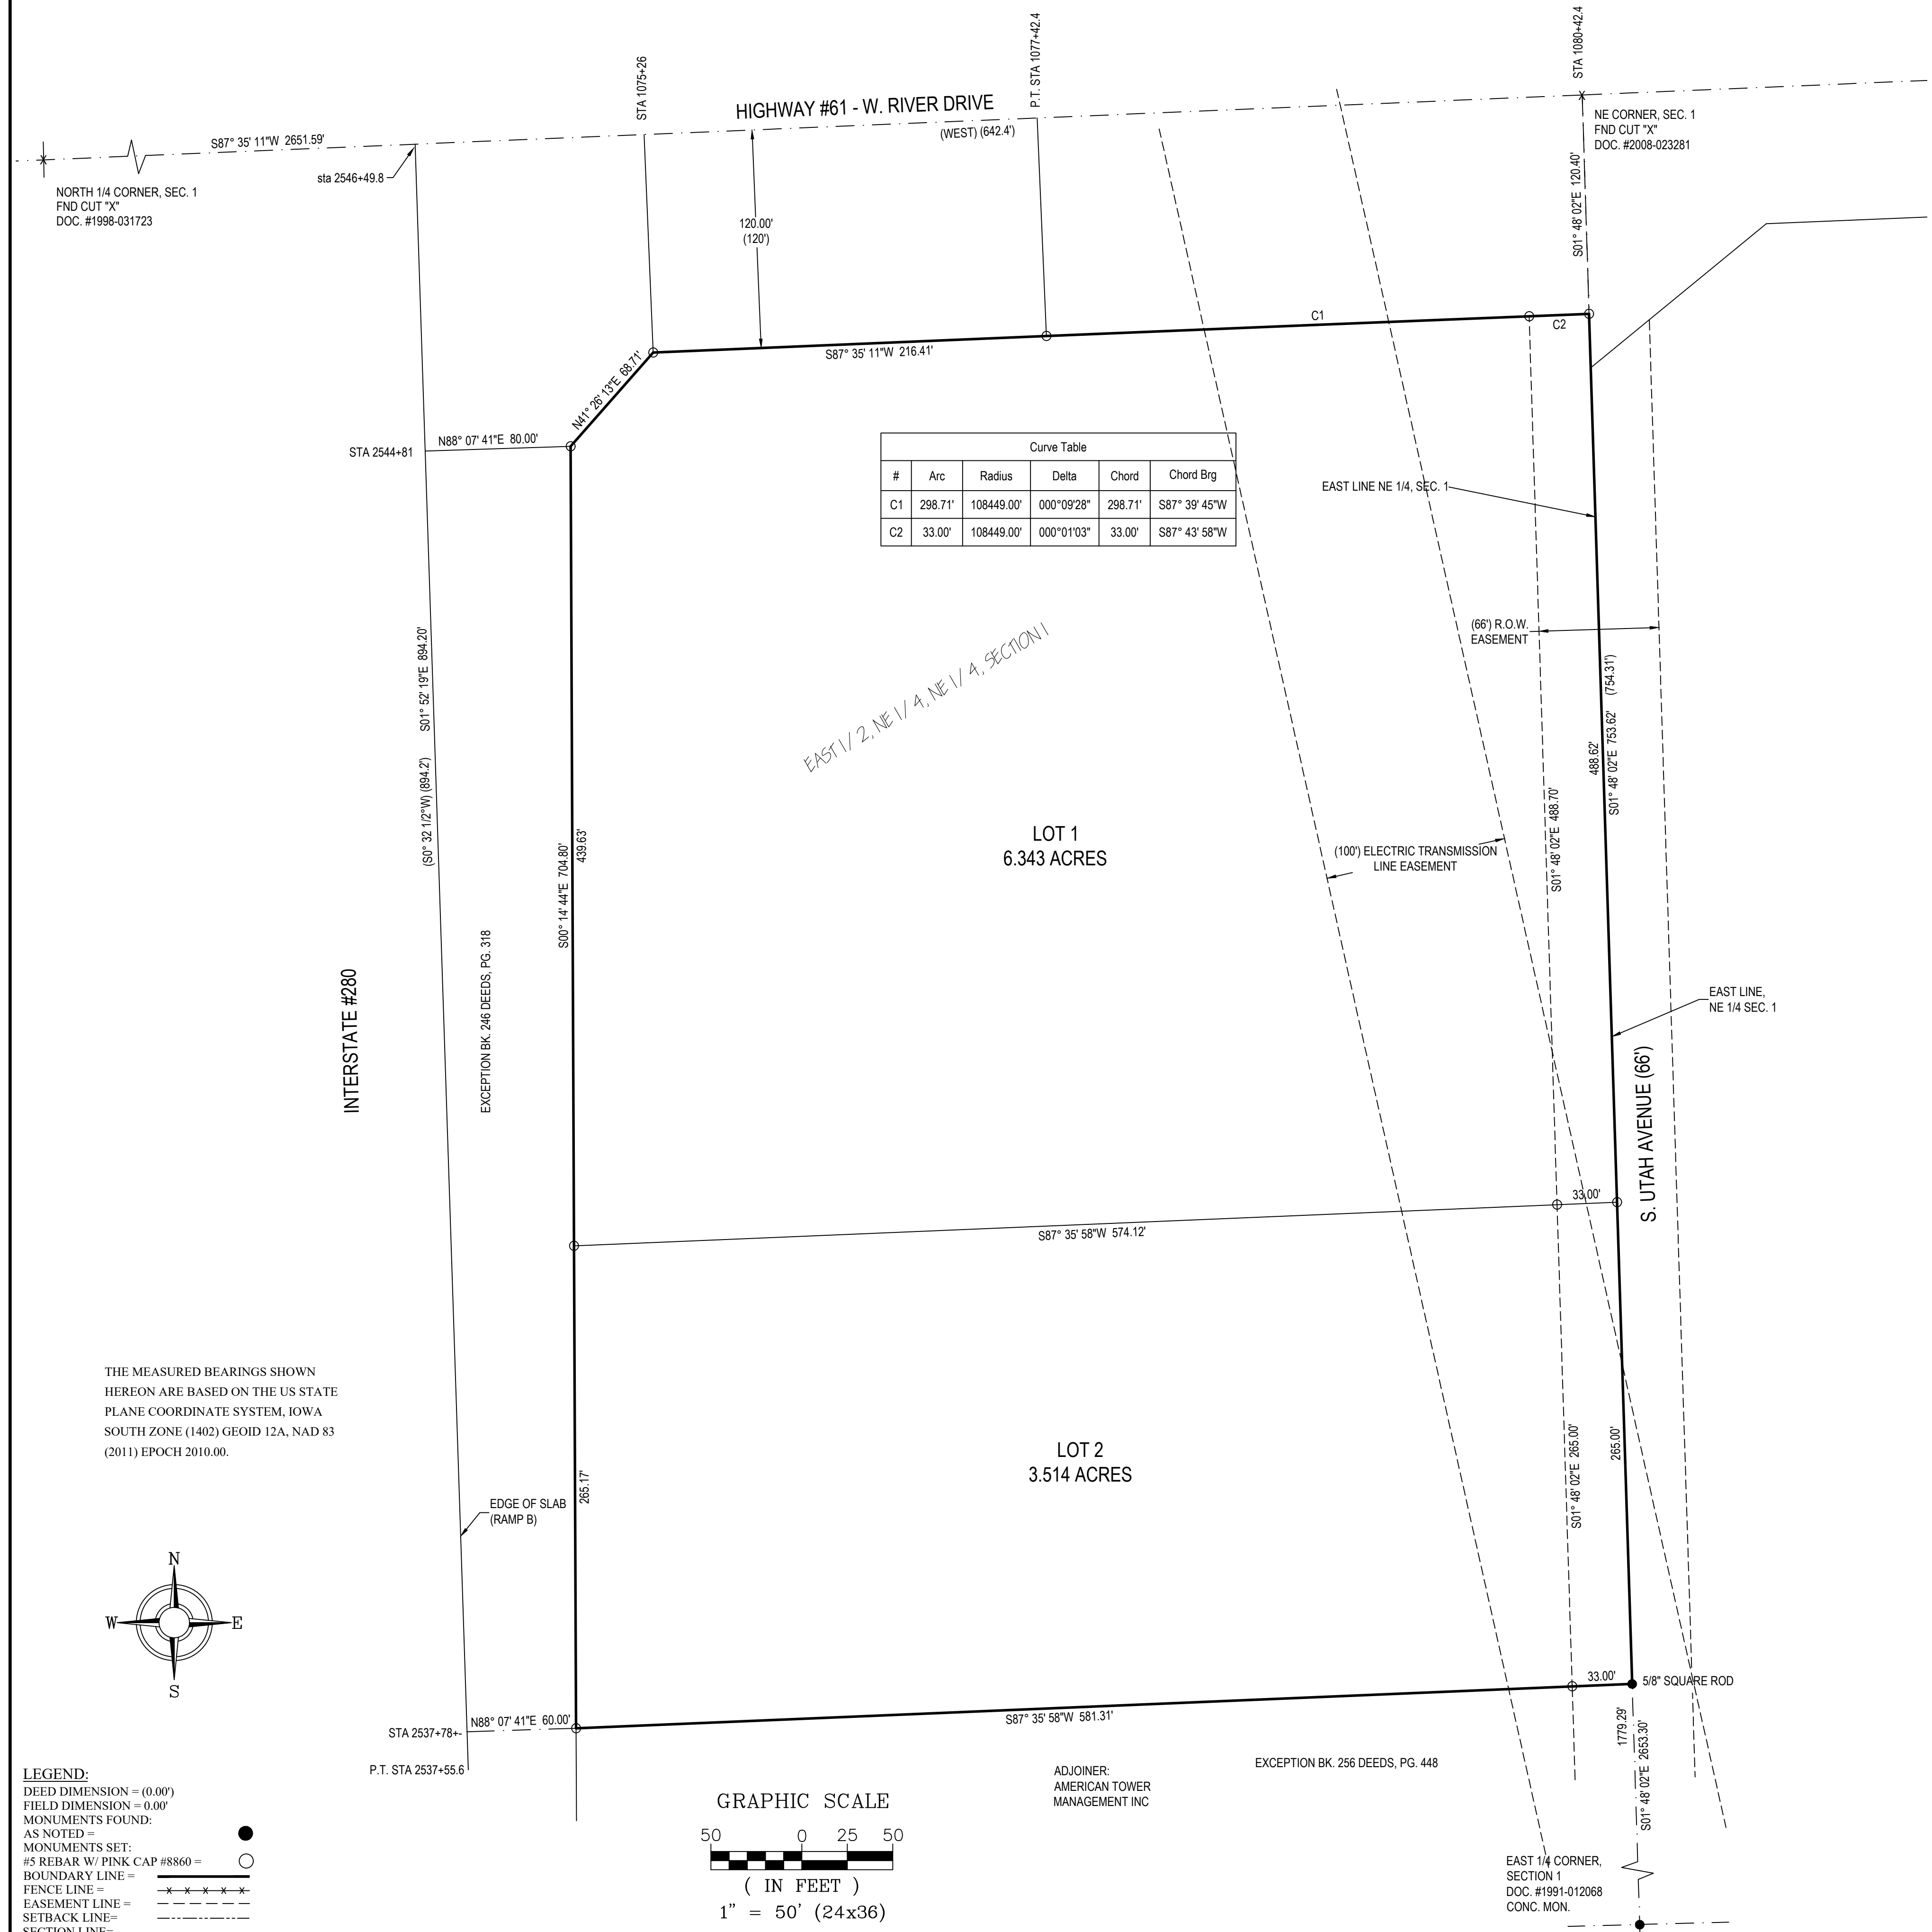 STA 1080+42.4
P.T. STA 1077+42.4
STA 1075+26
HIGHWAY #61 - W. RIVER DRIVE
(WEST) (642.4')
S87° 35' 11"W 2651.59'
sta 2546+49.8
NORTH 1/4 CORNER, SEC. 1
FND CUT "X"
DOC. #1998-031723
NE CORNER, SEC. 1
FND CUT "X"
DOC. #2008-023281
S01° 48' 02"E 120.40'
120.00'
(120')
C1
C2
S87° 35' 11"W 216.41'
N41° 26' 13"E 68.71'
N88° 07' 41"E 80.00'
STA 2544+81
Curve Table
# Arc Radius Delta Chord Chord Brg
C1 298.71' 108449.00' 000°09'28" 298.71' S87° 39' 45"W
C2 33.00' 108449.00' 000°01'03" 33.00' S87° 43' 58"W
EAST LINE NE 1/4, SEC. 1
(66') R.O.W.
EASEMENT
EAST 1/2, NE 1/4, NE 1/4, SECTION 1
S01° 52' 19"E 894.20'
(S0° 32 1/2°W) (894.2')
S00° 14' 44"E 704.80'
439.63'
488.62'
S01° 48' 02"E 753.62' (754.31')
S01° 48' 02"E 488.70'
LOT 1
6.343 ACRES
(100') ELECTRIC TRANSMISSION
LINE EASEMENT
INTERSTATE #280
EXCEPTION BK. 246 DEEDS, PG. 318
EAST LINE,
NE 1/4 SEC. 1
S. UTAH AVENUE (66')
33.00'
S87° 35' 58"W 574.12'
THE MEASURED BEARINGS SHOWN
HEREON ARE BASED ON THE US STATE
PLANE COORDINATE SYSTEM, IOWA
SOUTH ZONE (1402) GEOID 12A, NAD 83
(2011) EPOCH 2010.00.
LOT 2
3.514 ACRES
265.17'
S01° 48' 02"E 265.00'
265.00'
EDGE OF SLAB
(RAMP B)
N
W E
S
33.00'
5/8" SQUARE ROD
N88° 07' 41"E 60.00'
STA 2537+78+-
S87° 35' 58"W 581.31'
P.T. STA 2537+55.6
1779.29'
S01° 48' 02"E 2653.30'
ADJOINER:
AMERICAN TOWER
MANAGEMENT INC
EXCEPTION BK. 256 DEEDS, PG. 448
LEGEND:
DEED DIMENSION = (0.00')
FIELD DIMENSION = 0.00'
MONUMENTS FOUND:
AS NOTED =
MONUMENTS SET:
#5 REBAR W/ PINK CAP #8860 =
BOUNDARY LINE =
FENCE LINE = x x x x x
EASEMENT LINE =
SETBACK LINE=
SECTION LINE=
GRAPHIC SCALE
50 0 25 50
( IN FEET )
1" = 50' (24x36)
EAST 1/4 CORNER,
SECTION 1
DOC. #1991-012068
CONC. MON.